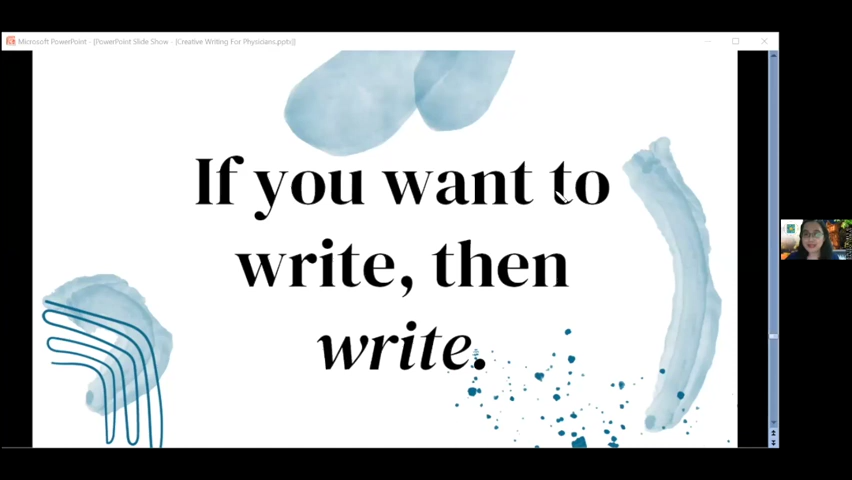 Microsoft PowerPoint - [PowerPoint Slide Show - [Creative Writing For Physicians.pptx]]
If you want to
write, then
write.